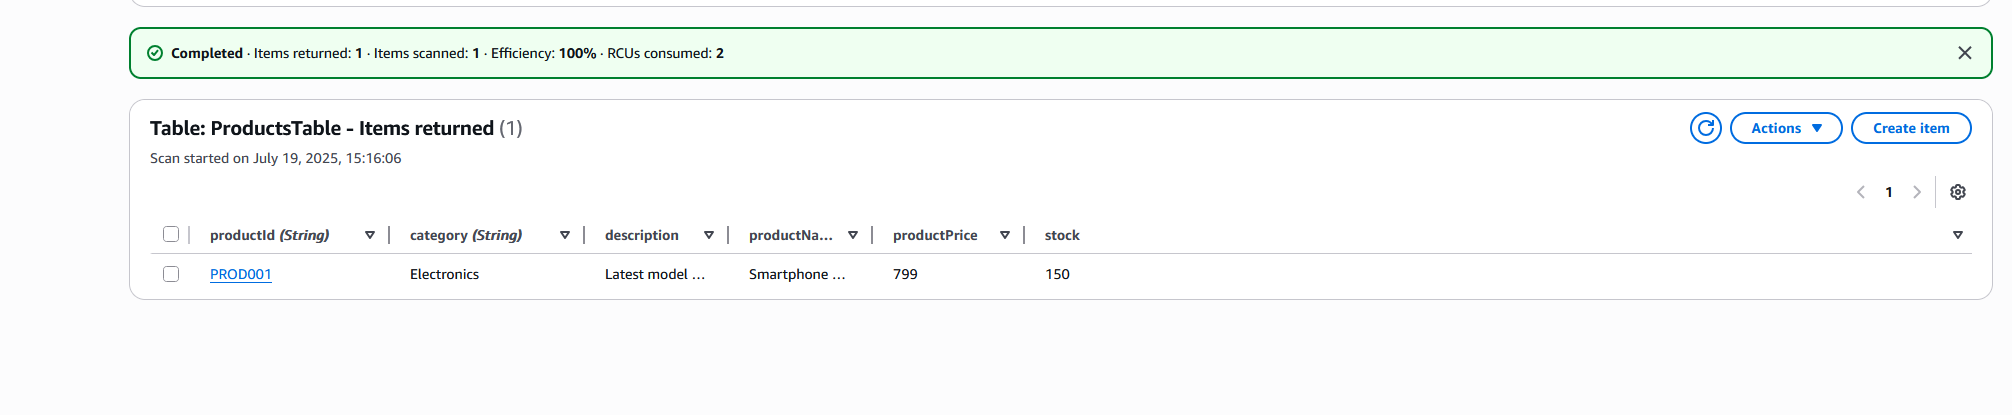 Completed · Items returned: 1 · Items scanned: 1 · Efficiency: 100% · RCUs consumed: 2
Table: ProductsTable - Items returned (1)
Actions
Create item
Scan started on July 19, 2025, 15:16:06
1
productId (String) category (String) description productNa... productPrice stock
PROD001 Electronics Latest model ... Smartphone ... 799 150